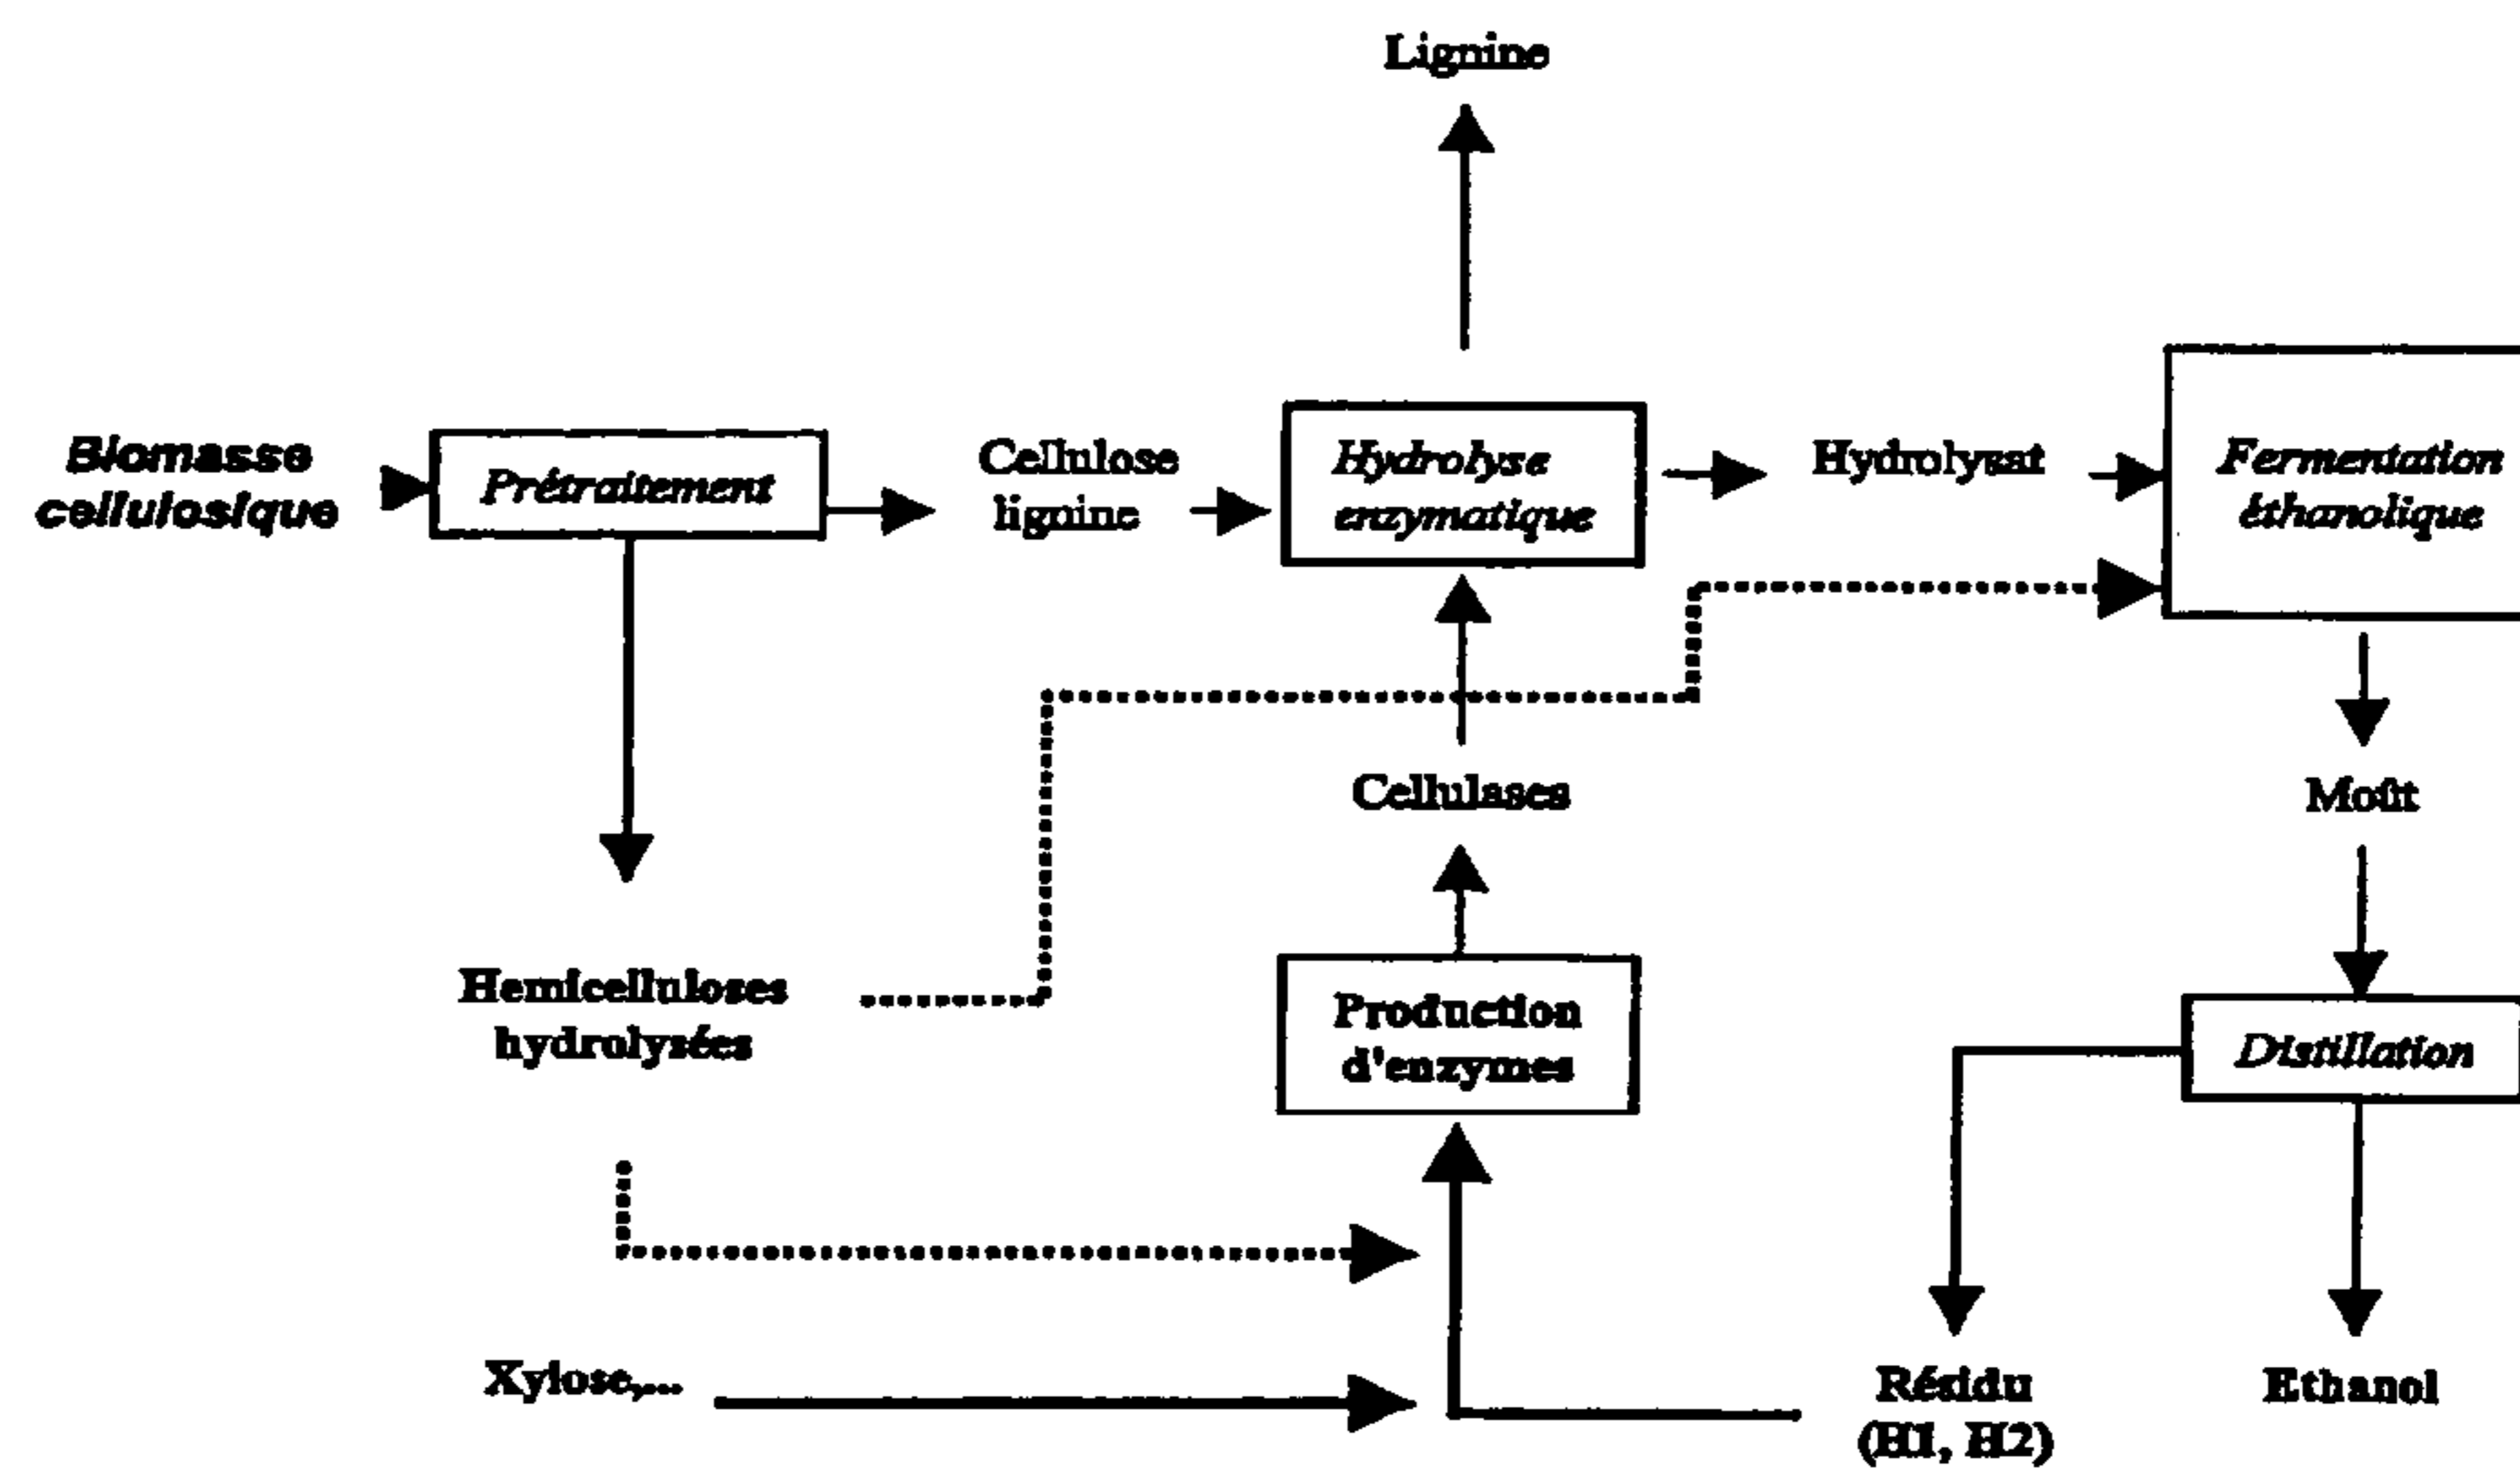 Lignine
Biomasse
cellulosique
Prétraitement
Cellulose
lignine
Hydrolyse
enzymatique
Hydrolysat
Fermentation
éthanolique
Cellulases
Moût
Hemicelluloses
hydrolysées
Production
d'enzymes
Distillation
Xylose,...
Résidu
(H1, H2)
Ethanol